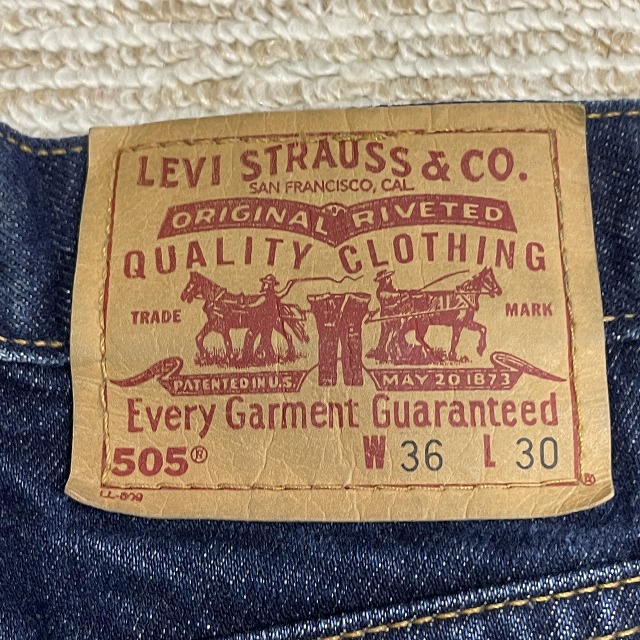 LEVI STRAUSS & CO.
SAN FRANCISCO, CAL.
ORIGINAL RIVETED
QUALITY CLOTHING
TRADE MARK
PATENTED IN U.S. MAY 20 1873
Every Garment Guaranteed
505® W 36 L 30